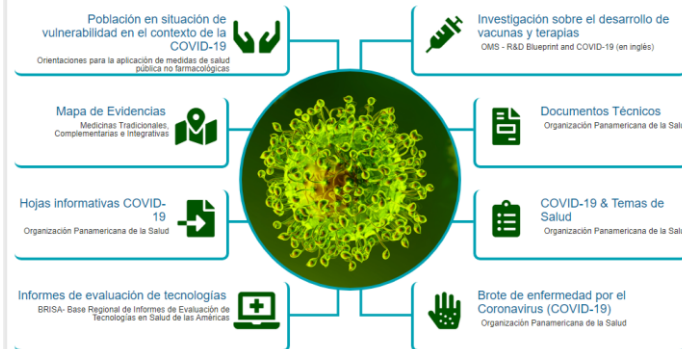 Población en situación de
vulnerabilidad en el contexto de la
COVID-19
Orientaciones para la aplicación de medidas de salud
pública no farmacológicas
Investigación sobre el desarrollo de
vacunas y terapias
OMS - R&D Blueprint and COVID-19 (en inglés)
Mapa de Evidencias
Medicinas Tradicionales,
Complementarias e Integrativas
Documentos Técnicos
Organización Panamericana de la Salud
Hojas informativas COVID-
19
Organización Panamericana de la Salud
COVID-19 & Temas de
Salud
Organización Panamericana de la Salud
Informes de evaluación de tecnologías
BRISA- Base Regional de Informes de Evaluación de
Tecnologías en Salud de las Américas
Brote de enfermedad por el
Coronavirus (COVID-19)
Organización Panamericana de la Salud